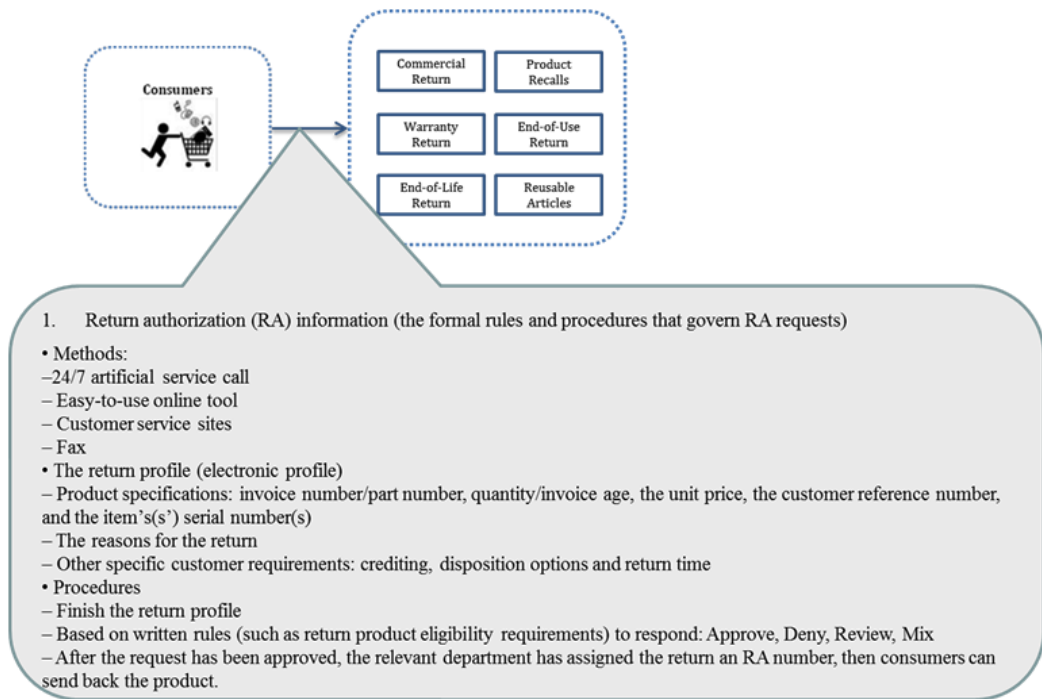 Consumers
Commercial
Return
Product
Recalls
Warranty
Return
End-of-Use
Return
End-of-Life
Return
Reusable
Articles
1. Return authorization (RA) information (the formal rules and procedures that govern RA requests)
• Methods:
–24/7 artificial service call
– Easy-to-use online tool
– Customer service sites
– Fax
• The return profile (electronic profile)
– Product specifications: invoice number/part number, quantity/invoice age, the unit price, the customer reference number,
and the item's(s') serial number(s)
– The reasons for the return
– Other specific customer requirements: crediting, disposition options and return time
• Procedures
– Finish the return profile
– Based on written rules (such as return product eligibility requirements) to respond: Approve, Deny, Review, Mix
– After the request has been approved, the relevant department has assigned the return an RA number, then consumers can
send back the product.